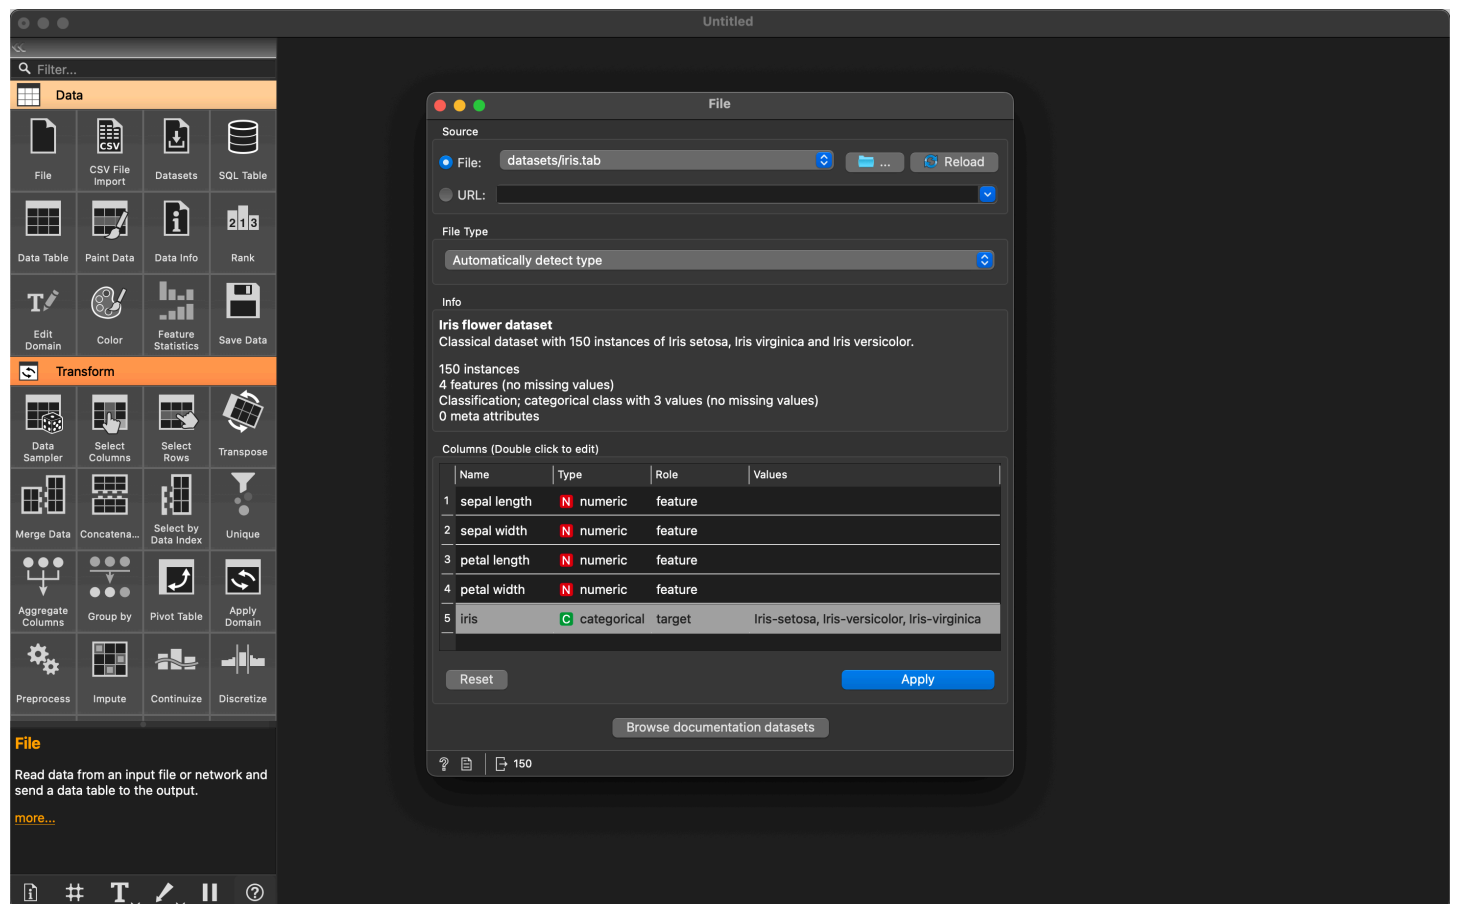 Untitled
Filter...
Data
File
CSV File Import
Datasets
SQL Table
Data Table
Paint Data
Data Info
Rank
Edit Domain
Color
Feature Statistics
Save Data
Transform
Data Sampler
Select Columns
Select Rows
Transpose
Merge Data
Concatena...
Select by Data Index
Unique
Aggregate Columns
Group by
Pivot Table
Apply Domain
Preprocess
Impute
Continuize
Discretize
File
Read data from an input file or network and
send a data table to the output.
more...
File
Source
File: datasets/iris.tab ... Reload
URL:
File Type
Automatically detect type
Info
Iris flower dataset
Classical dataset with 150 instances of Iris setosa, Iris virginica and Iris versicolor.
150 instances
4 features (no missing values)
Classification; categorical class with 3 values (no missing values)
0 meta attributes
Columns (Double click to edit)
Name Type Role Values
1 sepal length N numeric feature
2 sepal width N numeric feature
3 petal length N numeric feature
4 petal width N numeric feature
5 iris C categorical target Iris-setosa, Iris-versicolor, Iris-virginica
Reset Apply
Browse documentation datasets
? 150